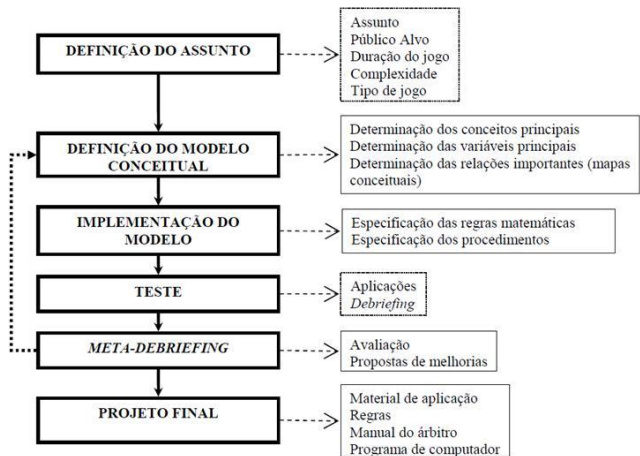 DEFINIÇÃO DO ASSUNTO
Assunto
Público Alvo
Duração do jogo
Complexidade
Tipo de jogo
DEFINIÇÃO DO MODELO
CONCEITUAL
Determinação dos conceitos principais
Determinação das variáveis principais
Determinação das relações importantes (mapas
conceituais)
IMPLEMENTAÇÃO DO
MODELO
Especificação das regras matemáticas
Especificação dos procedimentos
TESTE
Aplicações
Debriefing
META-DEBRIEFING
Avaliação
Propostas de melhorias
PROJETO FINAL
Material de aplicação
Regras
Manual do árbitro
Programa de computador